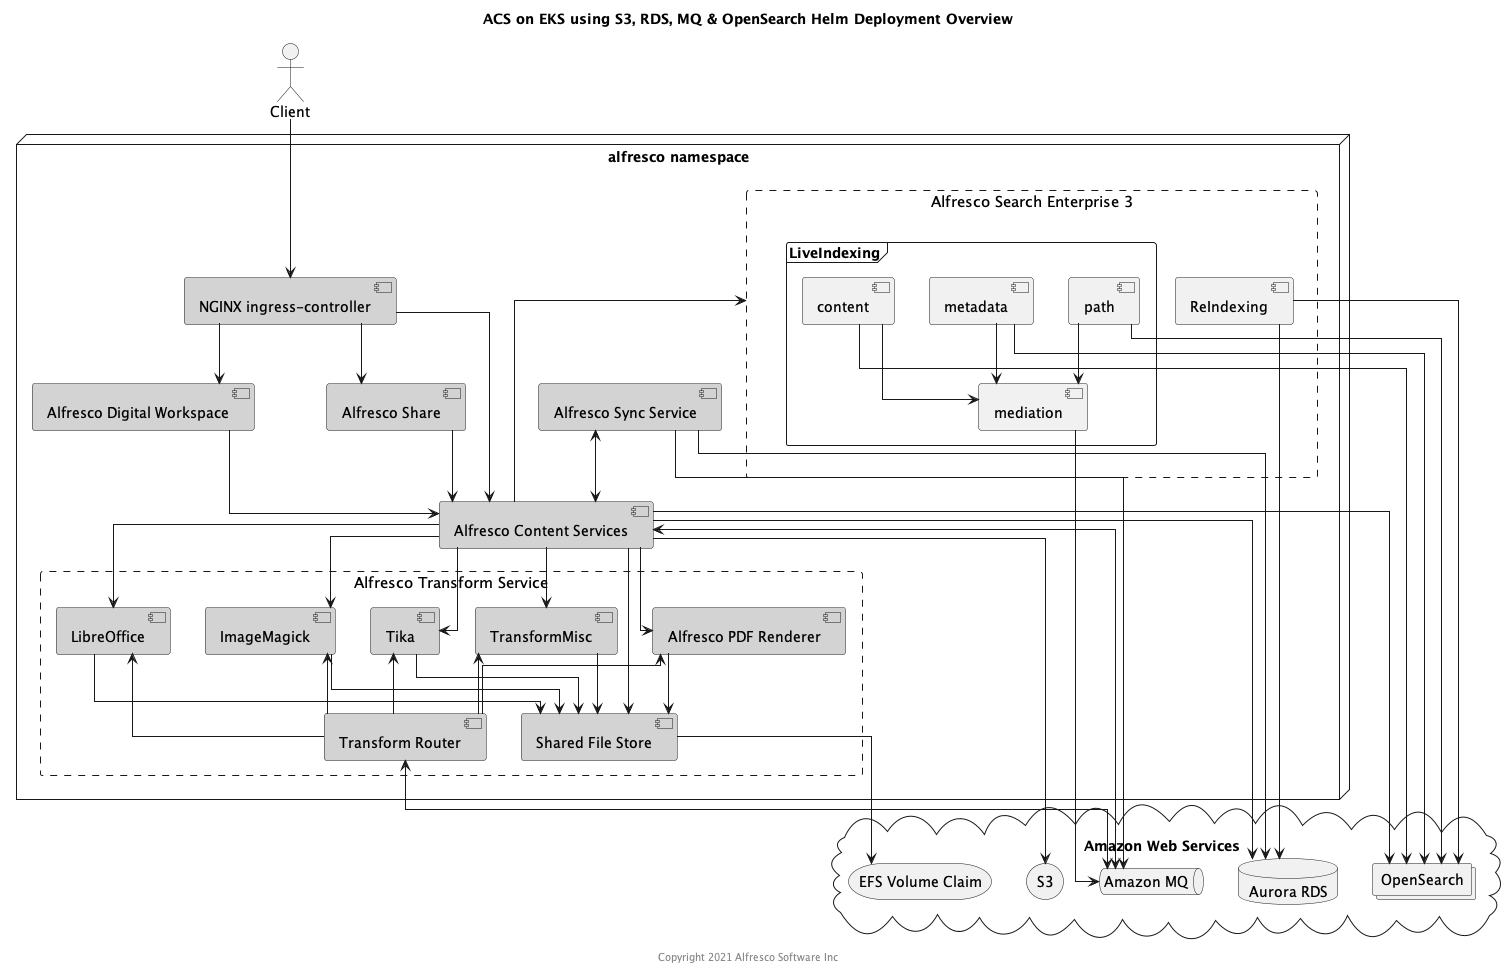 ACS on EKS using S3, RDS, MQ & OpenSearch Helm Deployment Overview
Client
alfresco namespace
Alfresco Search Enterprise 3
LiveIndexing
NGINX ingress-controller
content
metadata
path
ReIndexing
Alfresco Digital Workspace
Alfresco Share
Alfresco Sync Service
mediation
Alfresco Content Services
Alfresco Transform Service
LibreOffice
ImageMagick
Tika
TransformMisc
Alfresco PDF Renderer
Transform Router
Shared File Store
Amazon Web Services
EFS Volume Claim
S3
Amazon MQ
Aurora RDS
OpenSearch
Copyright 2021 Alfresco Software Inc